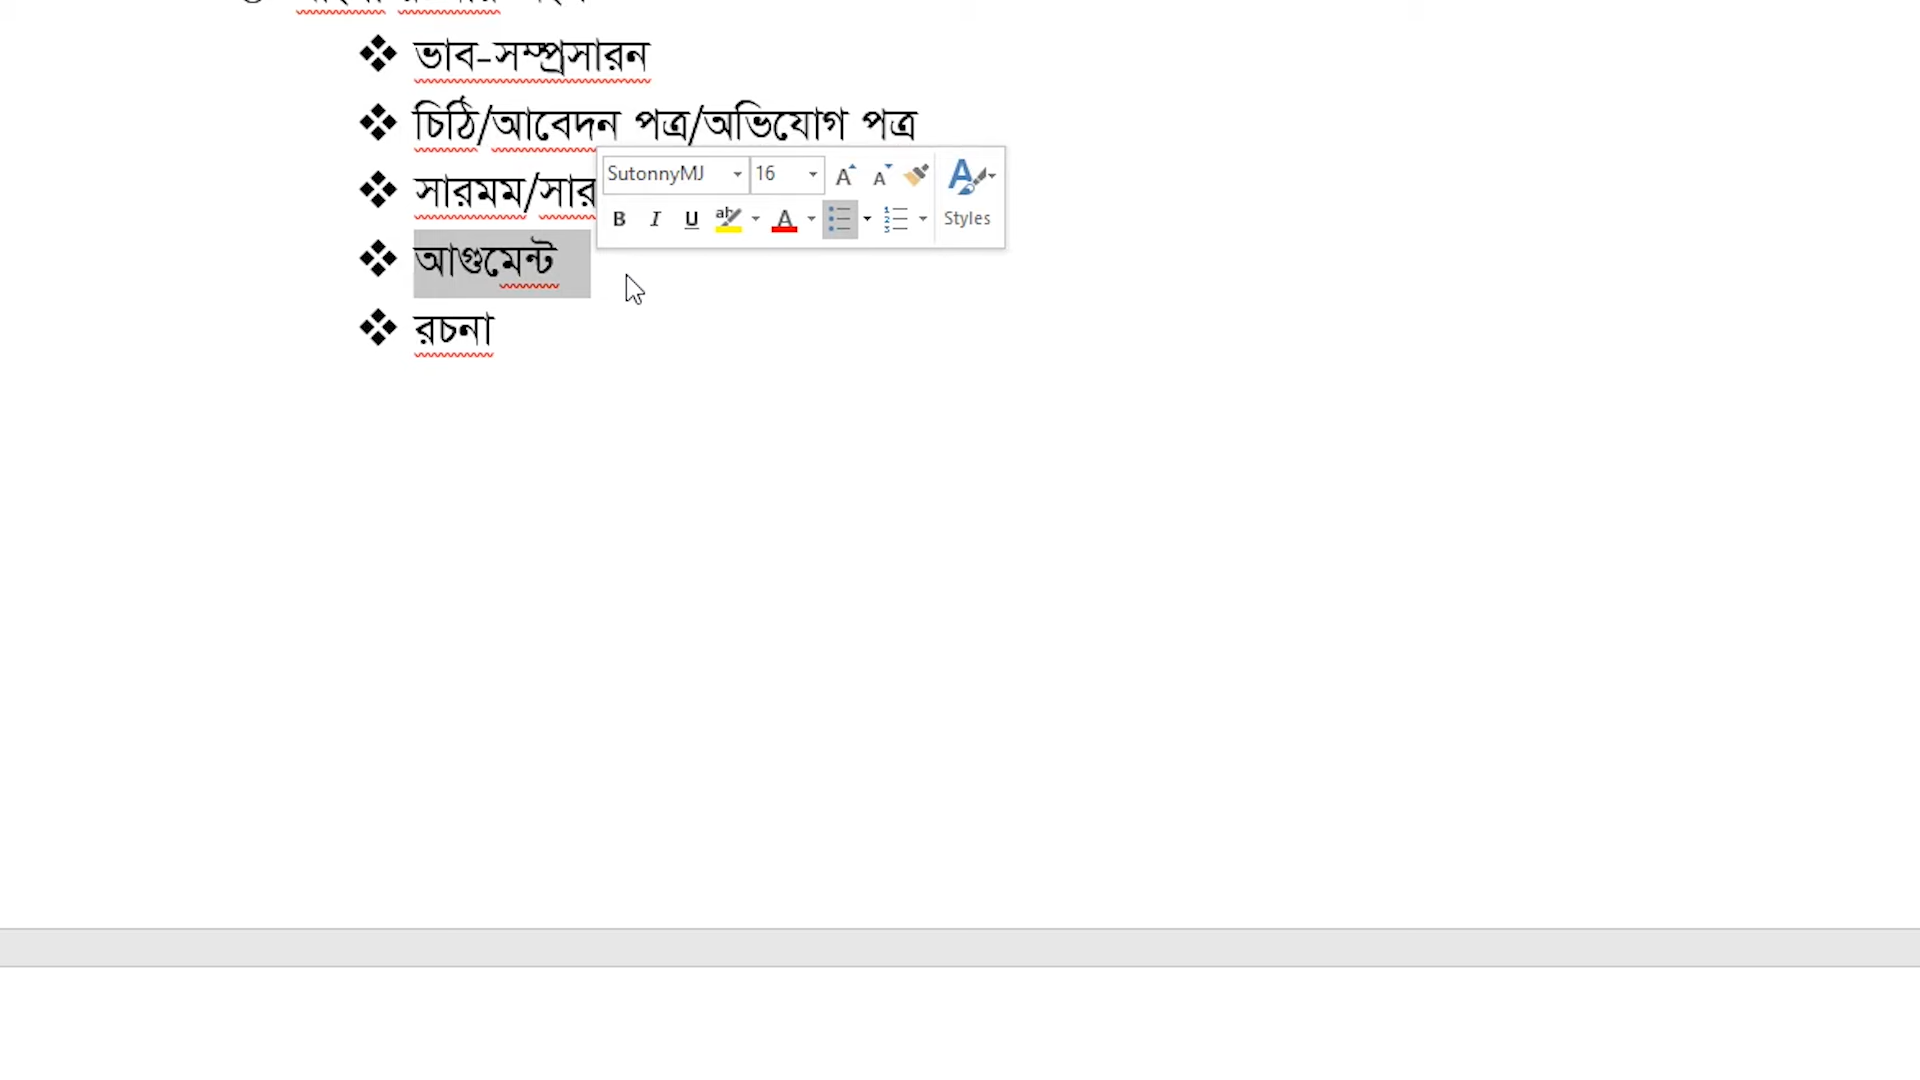 ❖ ভাব-সম্প্রসারন
❖ চিঠি/আবেদন পত্র/অভিযোগ পত্র
SutonnyMJ 16
❖ সারমম/সার
B I U A Styles
❖ আগুমেন্ট
❖ রচনা